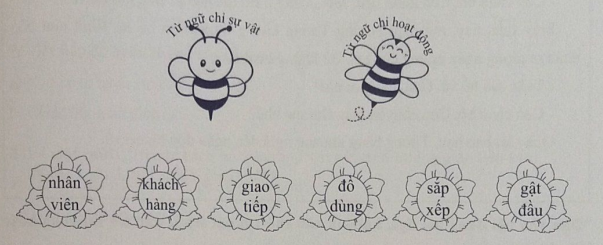 Từ ngữ chỉ sự vật
Từ ngữ chỉ hoạt động
nhân
viên
khách
hàng
giao
tiếp
đồ
dùng
sắp
xếp
gật
đầu